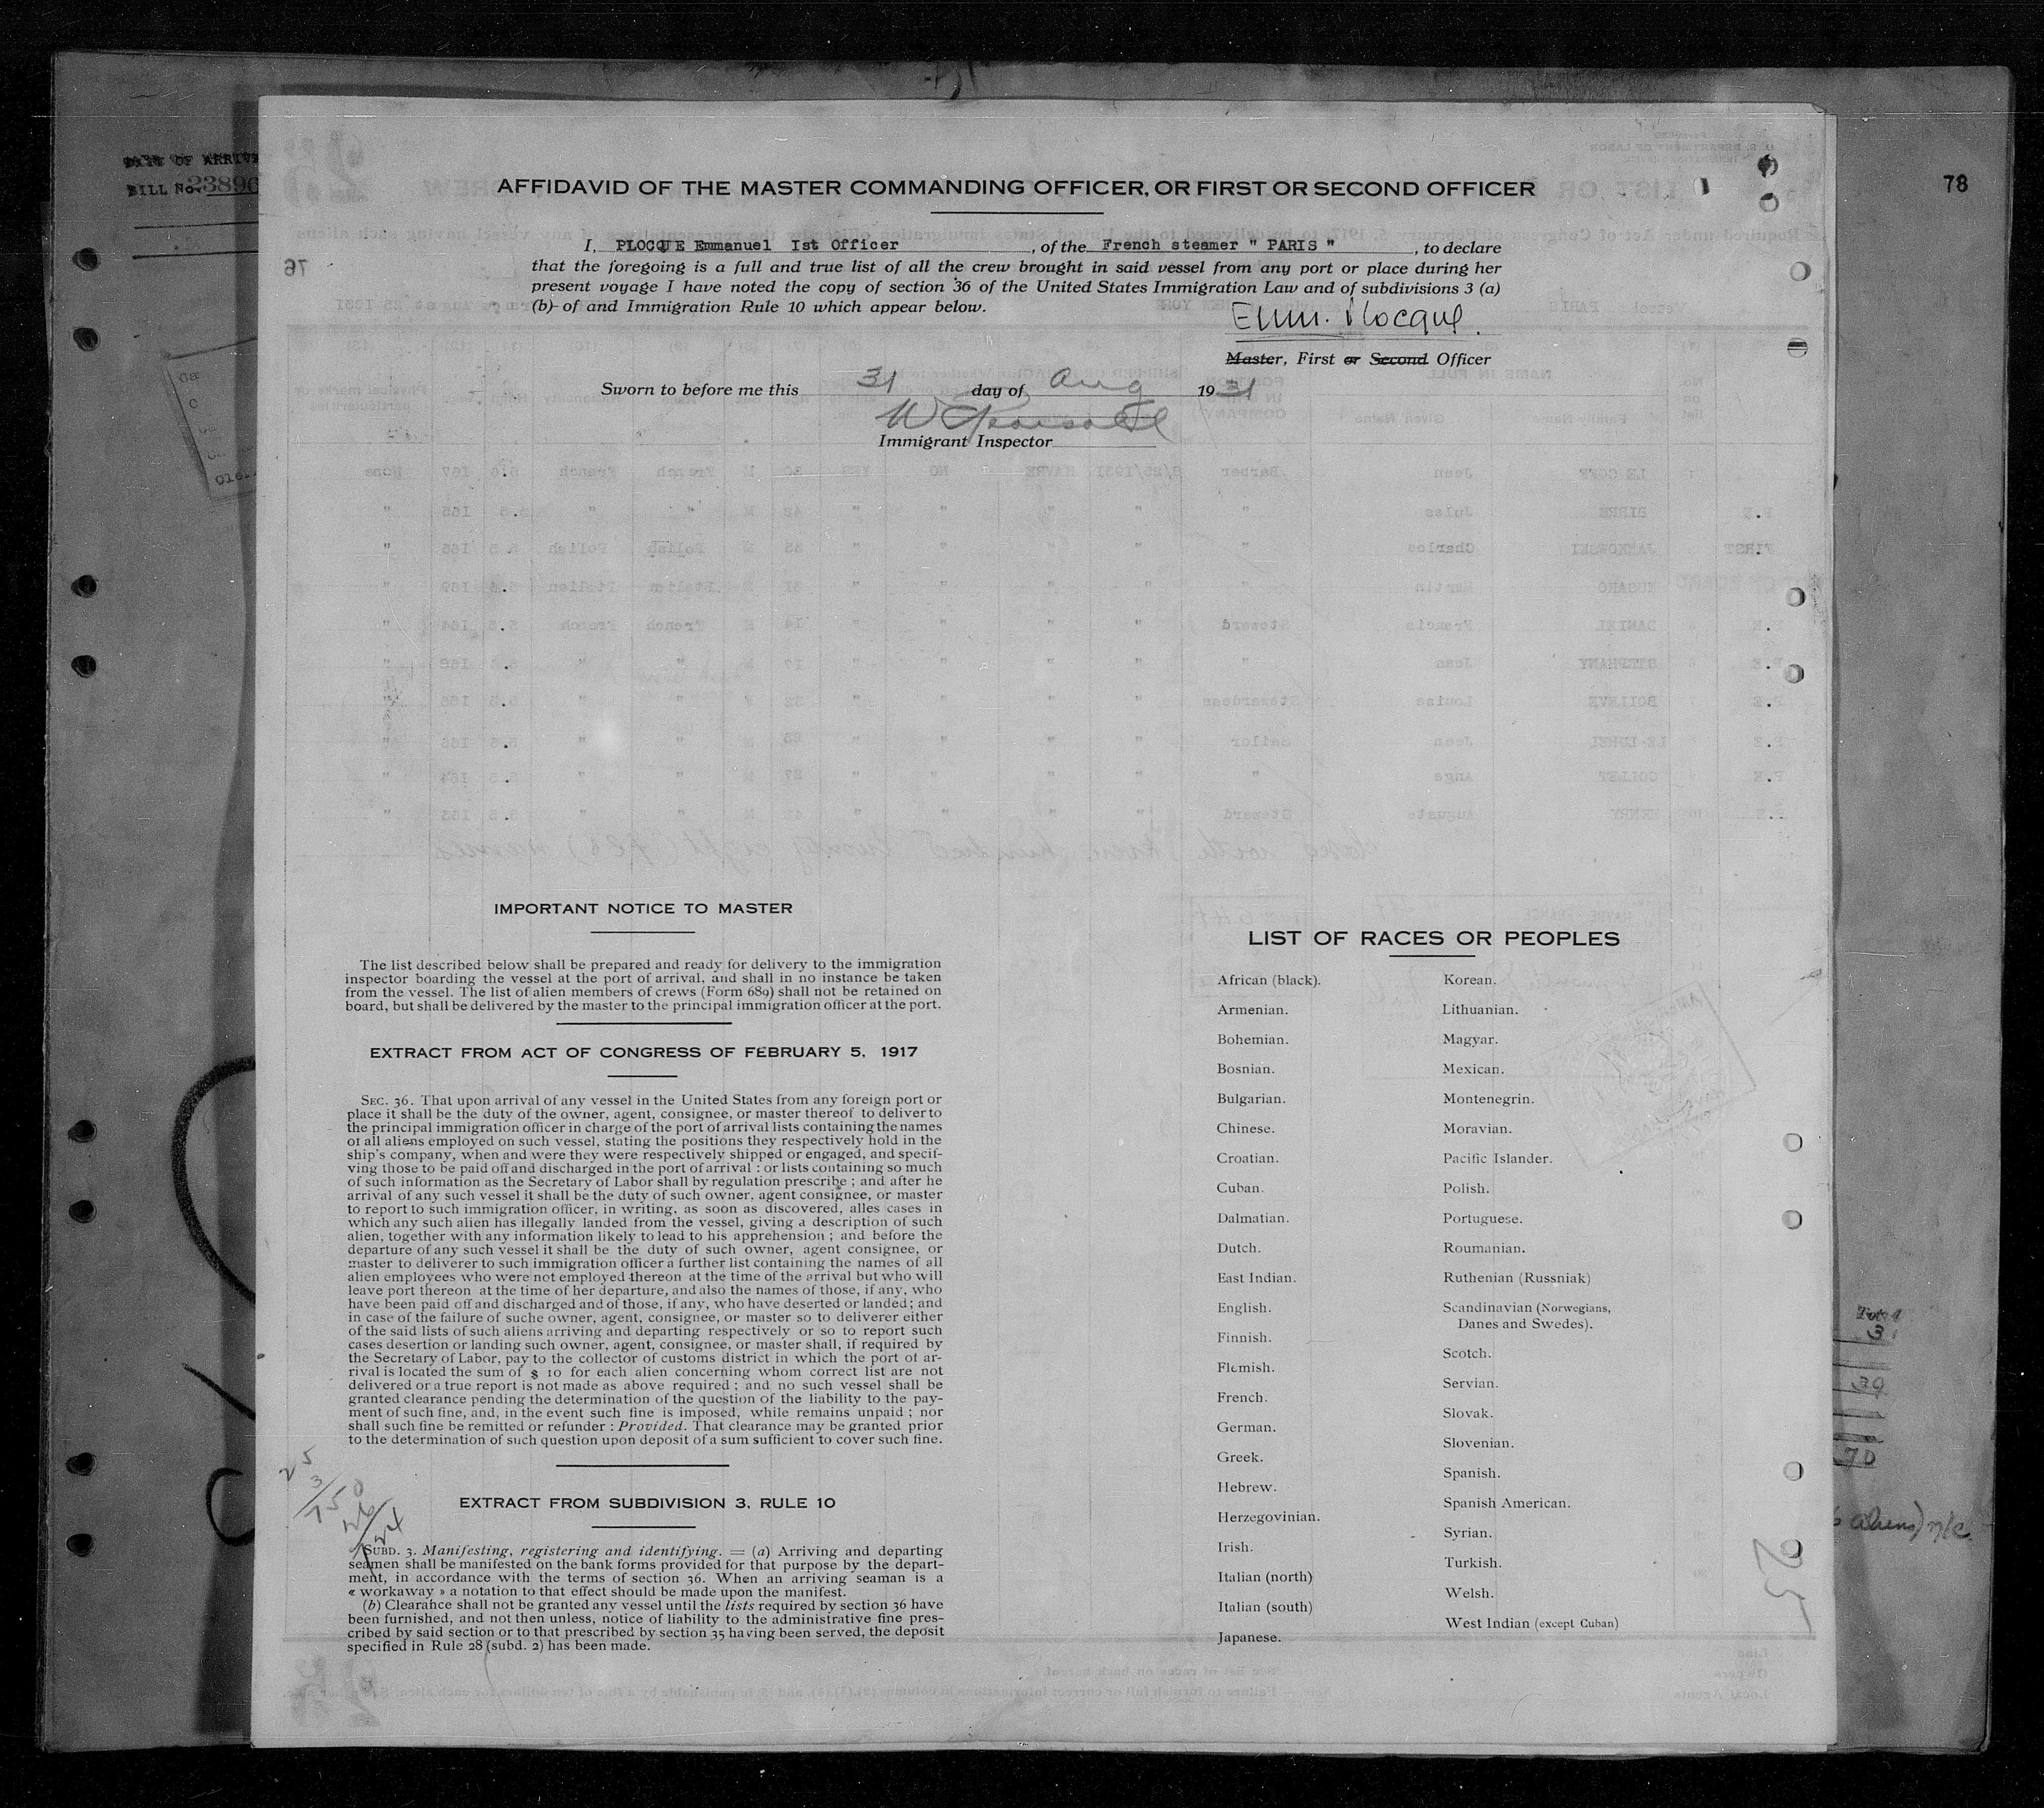 DATE OF ARRIV
BILL No. 23896
78
AFFIDAVID OF THE MASTER COMMANDING OFFICER, OR FIRST OR SECOND OFFICER
I, PLOCQUE Emmanuel Ist Officer, of the French steamer " PARIS ", to declare
that the foregoing is a full and true list of all the crew brought in said vessel from any port or place during her
present voyage I have noted the copy of section 36 of the United States Immigration Law and of subdivisions 3 (a)
(b) of and Immigration Rule 10 which appear below.
Emm. Plocque
Master, First or Second Officer
Sworn to before me this 31 day of Aug 1931
Immigrant Inspector
IMPORTANT NOTICE TO MASTER
The list described below shall be prepared and ready for delivery to the immigration
inspector boarding the vessel at the port of arrival, and shall in no instance be taken
from the vessel. The list of alien members of crews (Form 689) shall not be retained on
board, but shall be delivered by the master to the principal immigration officer at the port.
EXTRACT FROM ACT OF CONGRESS OF FEBRUARY 5, 1917
SEC. 36. That upon arrival of any vessel in the United States from any foreign port or
place it shall be the duty of the owner, agent, consignee, or master thereof to deliver to
the principal immigration officer in charge of the port of arrival lists containing the names
of all aliens employed on such vessel, stating the positions they respectively hold in the
ship's company, when and were they were respectively shipped or engaged, and specif-
ving those to be paid off and discharged in the port of arrival : or lists containing so much
of such information as the Secretary of Labor shall by regulation prescribe ; and after he
arrival of any such vessel it shall be the duty of such owner, agent consignee, or master
to report to such immigration officer, in writing, as soon as discovered, alles cases in
which any such alien has illegally landed from the vessel, giving a description of such
alien, together with any information likely to lead to his apprehension ; and before the
departure of any such vessel it shall be the duty of such owner, agent consignee, or
master to deliverer to such immigration officer a further list containing the names of all
alien employees who were not employed thereon at the time of the arrival but who will
leave port thereon at the time of her departure, and also the names of those, if any, who
have been paid off and discharged and of those, if any, who have deserted or landed ; and
in case of the failure of suche owner, agent, consignee, or master so to deliverer either
of the said lists of such aliens arriving and departing respectively or so to report such
cases desertion or landing such owner, agent, consignee, or master shall, if required by
the Secretary of Labor, pay to the collector of customs district in which the port of ar-
rival is located the sum of $ 10 for each alien concerning whom correct list are not
delivered or a true report is not made as above required ; and no such vessel shall be
granted clearance pending the determination of the question of the liability to the pay-
ment of such fine, and, in the event such fine is imposed, while remains unpaid ; nor
shall such fine be remitted or refunder : Provided. That clearance may be granted prior
to the determination of such question upon deposit of a sum sufficient to cover such fine.
EXTRACT FROM SUBDIVISION 3, RULE 10
SUBD. 3. Manifesting, registering and identifying. = (a) Arriving and departing
seamen shall be manifested on the bank forms provided for that purpose by the depart-
ment, in accordance with the terms of section 36. When an arriving seaman is a
« workaway » a notation to that effect should be made upon the manifest.
(b) Clearance shall not be granted any vessel until the lists required by section 36 have
been furnished, and not then unless, notice of liability to the administrative fine pres-
cribed by said section or to that prescribed by section 35 having been served, the deposit
specified in Rule 28 (subd. 2) has been made.
LIST OF RACES OR PEOPLES
African (black).
Armenian.
Bohemian.
Bosnian.
Bulgarian.
Chinese.
Croatian.
Cuban.
Dalmatian.
Dutch.
East Indian.
English.
Finnish.
Flemish.
French.
German.
Greek.
Hebrew.
Herzegovinian.
Irish.
Italian (north)
Italian (south)
Japanese.
Korean.
Lithuanian.
Magyar.
Mexican.
Montenegrin.
Moravian.
Pacific Islander.
Polish.
Portuguese.
Roumanian.
Ruthenian (Russniak)
Scandinavian (Norwegians,
Danes and Swedes).
Scotch.
Servian.
Slovak.
Slovenian.
Spanish.
Spanish American.
Syrian.
Turkish.
Welsh.
West Indian (except Cuban)
25
3/750
24
Total
3
39
70
aliens)
25